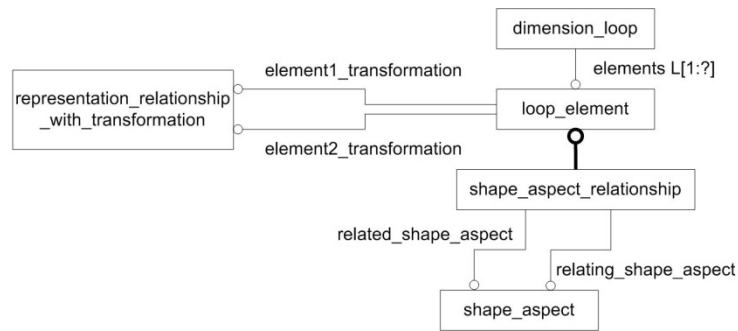 dimension_loop
element1_transformation
elements L[1:?]
representation_relationship
_with_transformation
loop_element
element2_transformation
shape_aspect_relationship
related_shape_aspect
relating_shape_aspect
shape_aspect